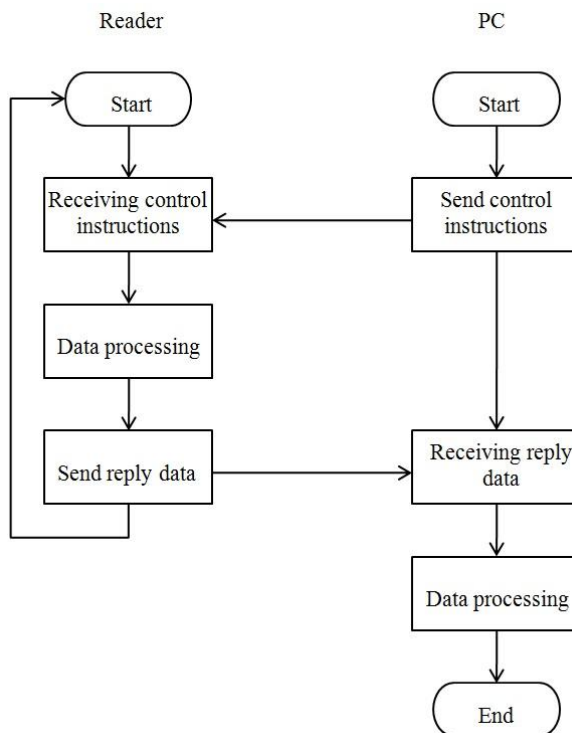 Reader
PC
Start
Start
Receiving control
instructions
Send control
instructions
Data processing
Send reply data
Receiving reply
data
Data processing
End